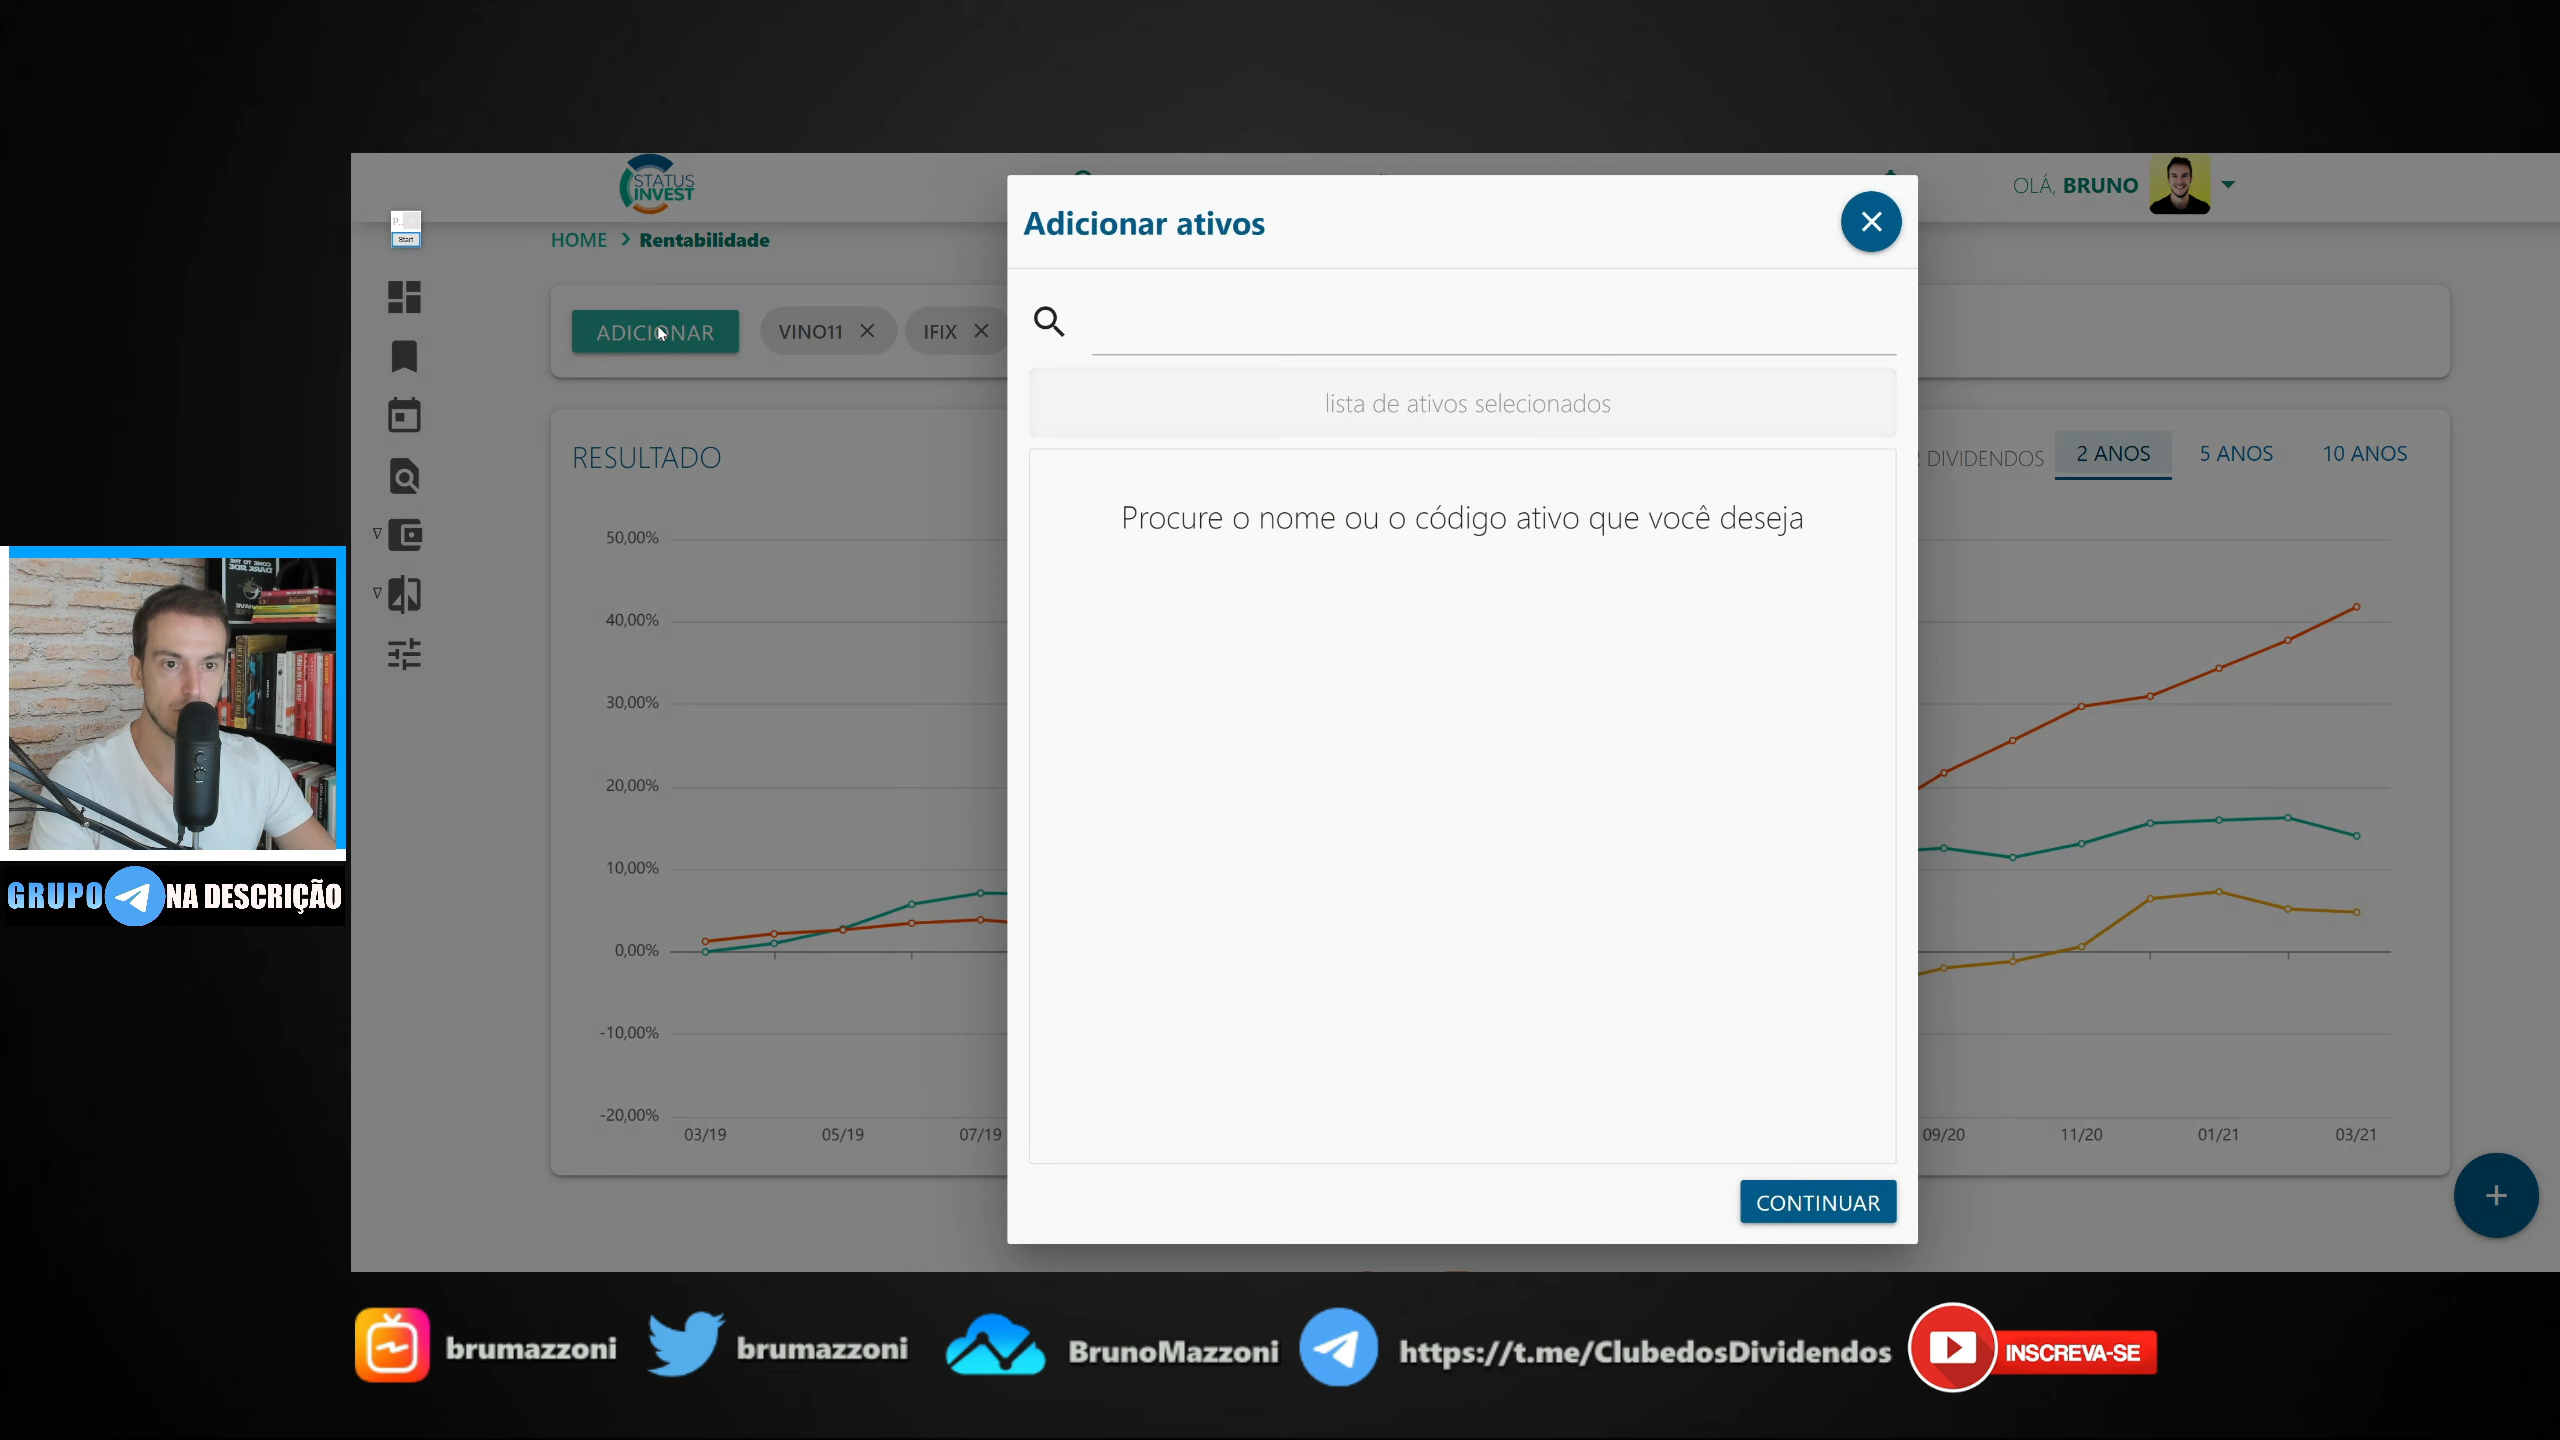 STATUS
INVEST
OLÁ, BRUNO
Start
HOME > Rentabilidade
Adicionar ativos
ADICIONAR
VINO11
IFIX
lista de ativos selecionados
RESULTADO
DIVIDENDOS
2 ANOS
5 ANOS
10 ANOS
Procure o nome ou o código ativo que você deseja
50,00%
40,00%
30,00%
20,00%
10,00%
0,00%
-10,00%
-20,00%
03/19
05/19
07/19
09/20
11/20
01/21
03/21
CONTINUAR
GRUPO NA DESCRIÇÃO
brumazzoni
brumazzoni
BrunoMazzoni
https://t.me/ClubedosDividendos
INSCREVA-SE